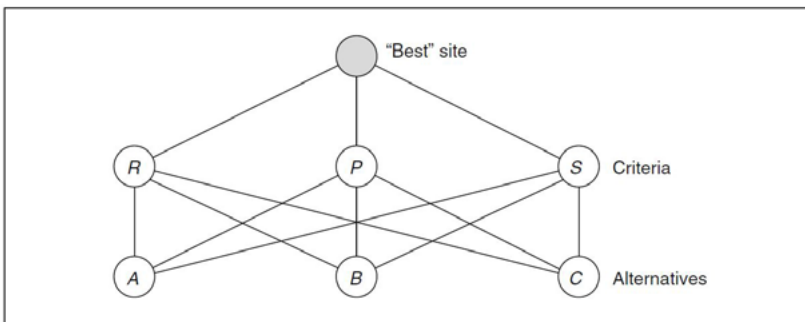 “Best” site
R P S Criteria
A B C Alternatives